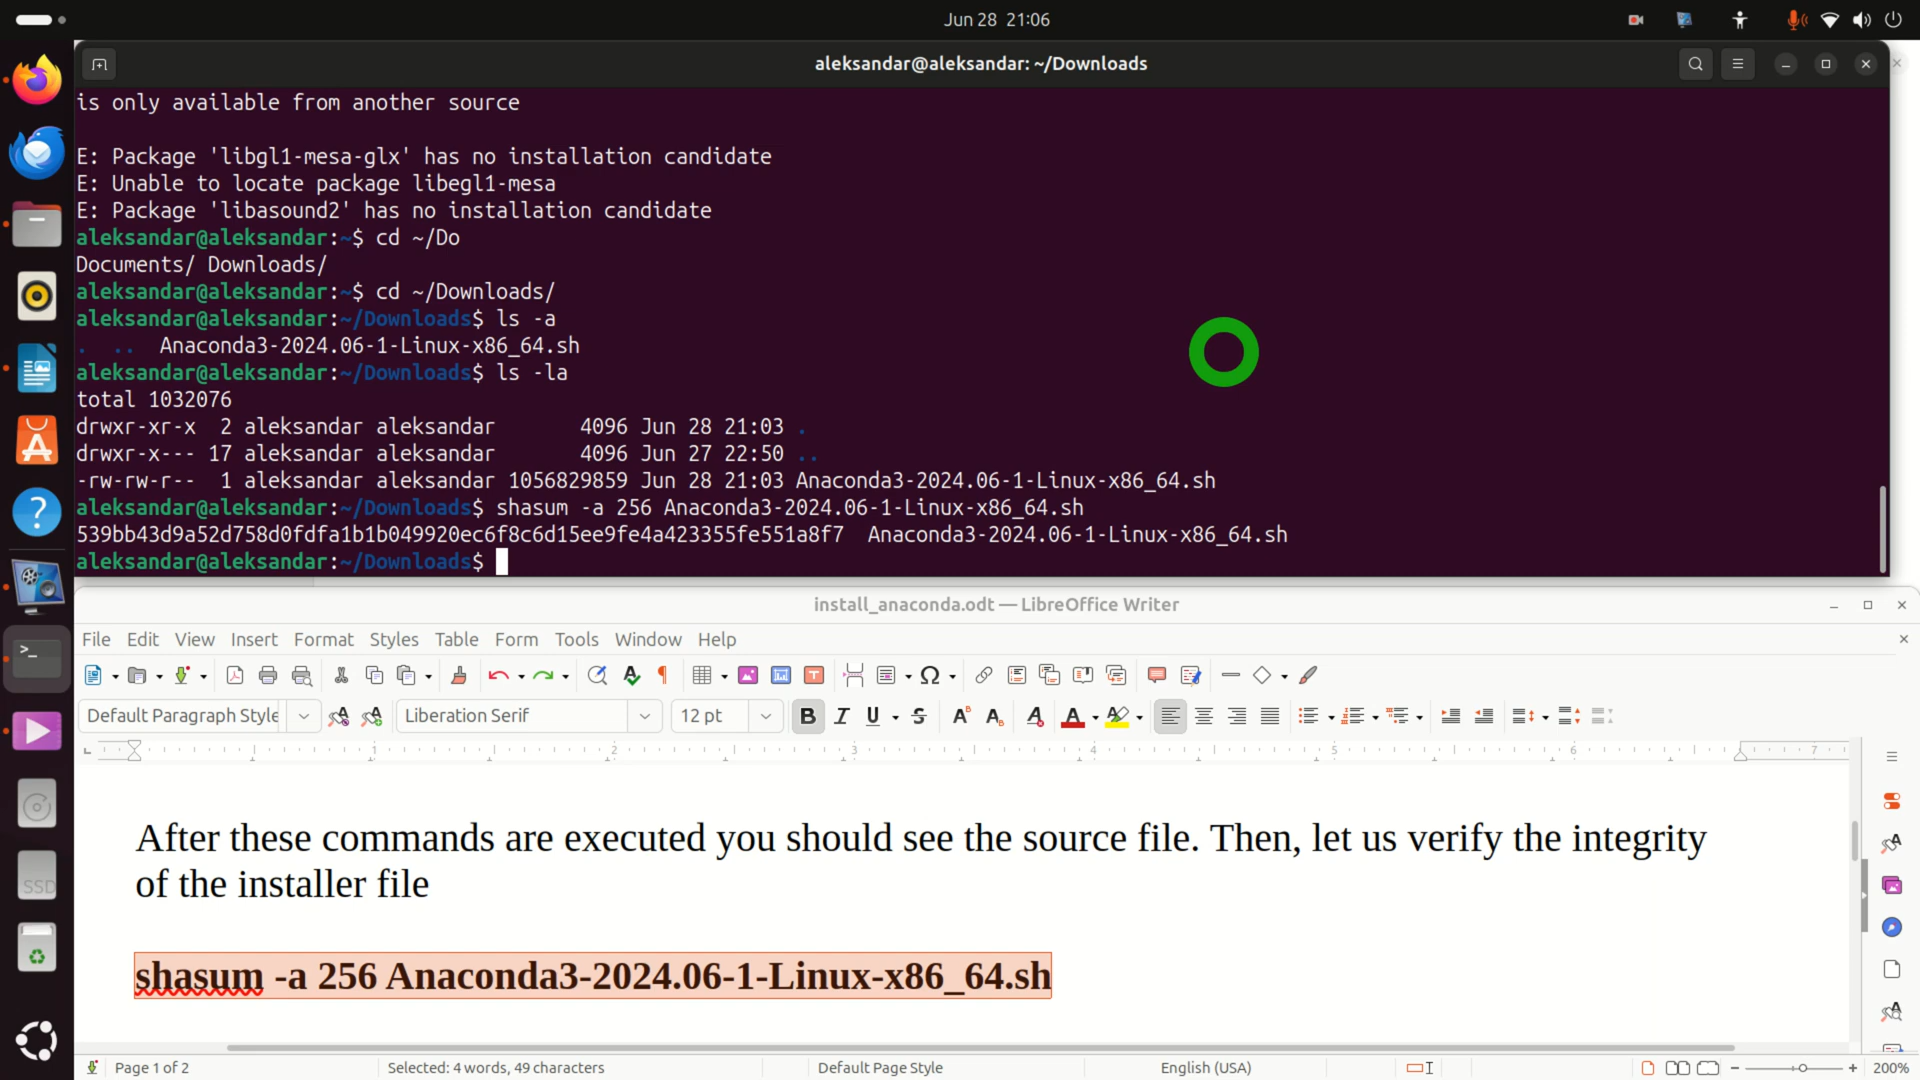 Jun 28 21:06
aleksandar@aleksandar: ~/Downloads
is only available from another source
E: Package 'libgl1-mesa-glx' has no installation candidate
E: Unable to locate package libegl1-mesa
E: Package 'libasound2' has no installation candidate
aleksandar@aleksandar:~$ cd ~/Do
Documents/ Downloads/
aleksandar@aleksandar:~$ cd ~/Downloads/
aleksandar@aleksandar:~/Downloads$ ls -a
. .. Anaconda3-2024.06-1-Linux-x86_64.sh
aleksandar@aleksandar:~/Downloads$ ls -la
total 1032076
drwxr-xr-x 2 aleksandar aleksandar 4096 Jun 28 21:03 .
drwxr-x--- 17 aleksandar aleksandar 4096 Jun 27 22:50 ..
-rw-rw-r-- 1 aleksandar aleksandar 1056829859 Jun 28 21:03 Anaconda3-2024.06-1-Linux-x86_64.sh
aleksandar@aleksandar:~/Downloads$ shasum -a 256 Anaconda3-2024.06-1-Linux-x86_64.sh
539bb43d9a52d758d0fdfa1b1b049920ec6f8c6d15ee9fe4a423355fe551a8f7 Anaconda3-2024.06-1-Linux-x86_64.sh
aleksandar@aleksandar:~/Downloads$
install_anaconda.odt — LibreOffice Writer
File Edit View Insert Format Styles Table Form Tools Window Help
Default Paragraph Style Liberation Serif 12 pt
1 2 3 4 5 6 7
After these commands are executed you should see the source file. Then, let us verify the integrity
of the installer file
shasum -a 256 Anaconda3-2024.06-1-Linux-x86_64.sh
SSD
Page 1 of 2 Selected: 4 words, 49 characters Default Page Style English (USA) 200%